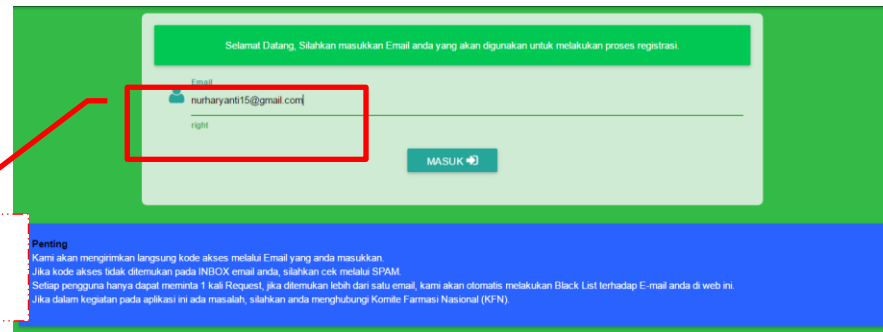 Selamat Datang, Silahkan masukkan Email anda yang akan digunakan untuk melakukan proses registrasi.
Email
nurharyanti15@gmail.com
right
MASUK
Penting
Kami akan mengirimkan langsung kode akses melalui Email yang anda masukkan.
Jika kode akses tidak ditemukan pada INBOX email anda, silahkan cek melalui SPAM.
Setiap pengguna hanya dapat meminta 1 kali Request, jika ditemukan lebih dari satu email, kami akan otomatis melakukan Black List terhadap E-mail anda di web ini.
Jika dalam kegiatan pada aplikasi ini ada masalah, silahkan anda menghubungi Komite Farmasi Nasional (KFN).